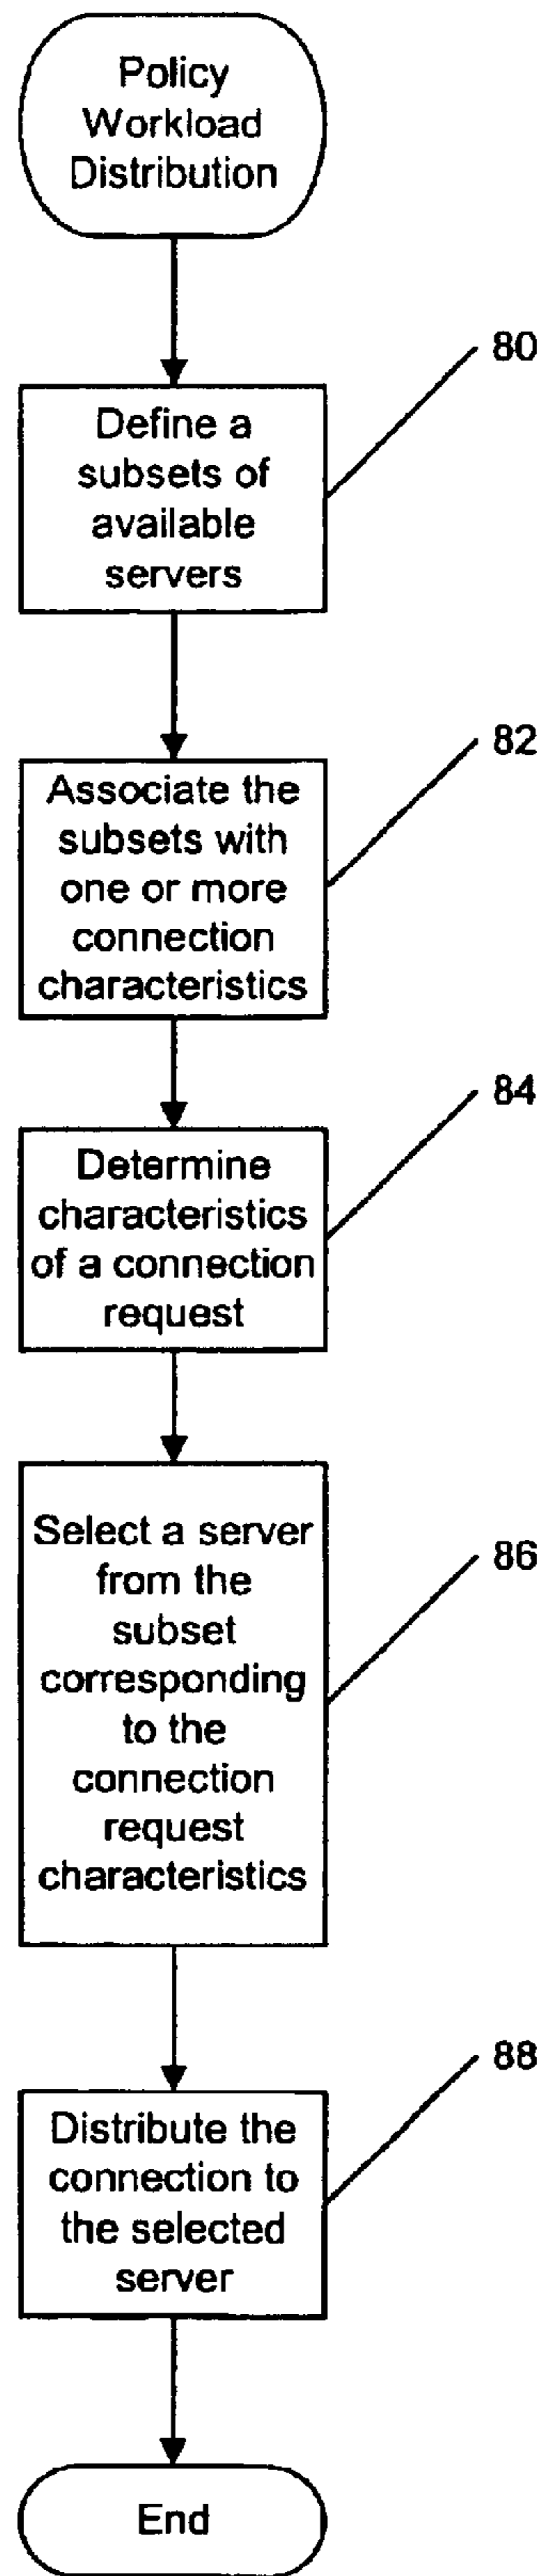 Policy
Workload
Distribution
80
Define a
subsets of
available
servers
82
Associate the
subsets with
one or more
connection
characteristics
84
Determine
characteristics
of a connection
request
86
Select a server
from the
subset
corresponding
to the
connection
request
characteristics
88
Distribute the
connection to
the selected
server
End